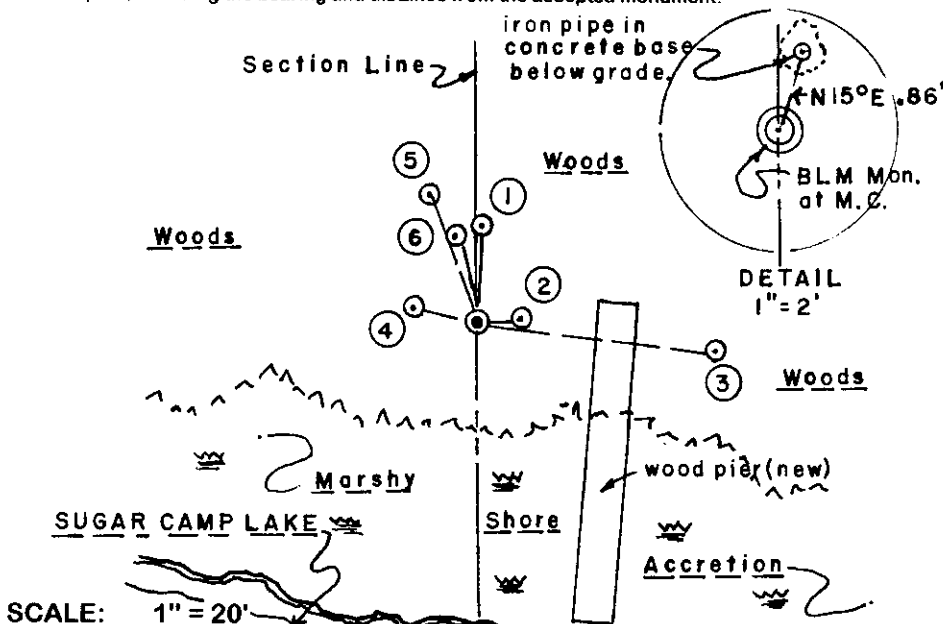 iron pipe in
concrete base
below grade.
Section Line
N15°E .86'
⑤
①
Woods
BLM Mon.
at M.C.
Woods
⑥
②
DETAIL
1"=2'
④
③
Woods
wood pier (new)
Marshy
SUGAR CAMP LAKE
Shore
Accretion
SCALE: 1" = 20'